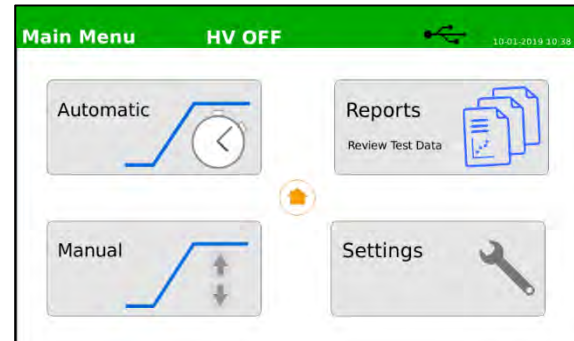 Main Menu HV OFF 10-01-2019 10:38
Automatic
Reports
Review Test Data
Manual
Settings